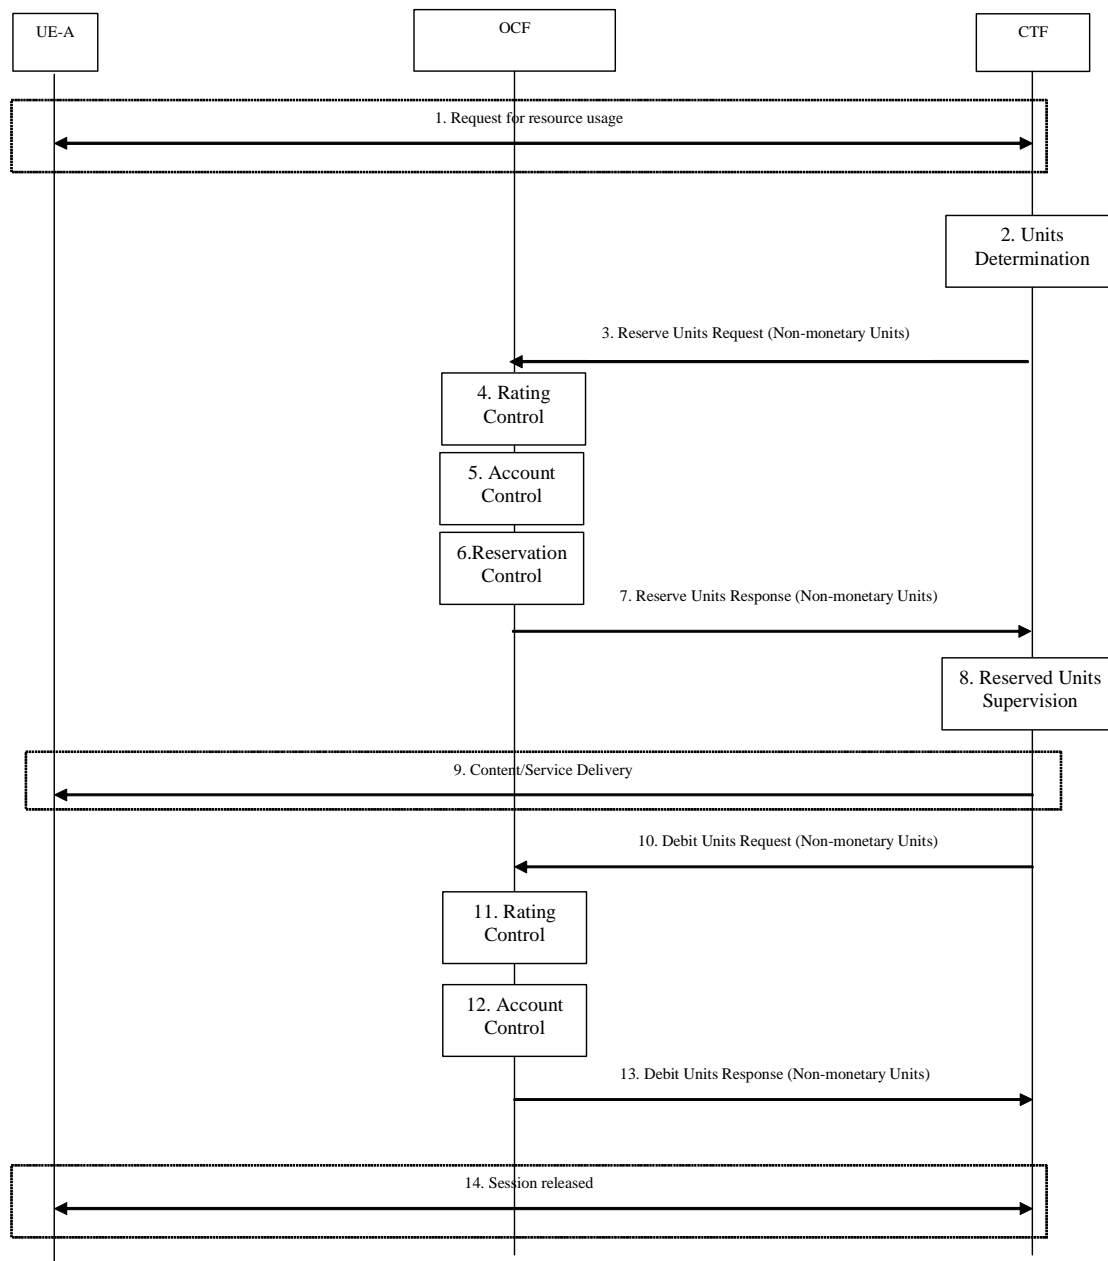 UE-A
OCF
CTF
1. Request for resource usage
2. Units
Determination
3. Reserve Units Request (Non-monetary Units)
4. Rating
Control
5. Account
Control
6.Reservation
Control
7. Reserve Units Response (Non-monetary Units)
8. Reserved Units
Supervision
9. Content/Service Delivery
10. Debit Units Request (Non-monetary Units)
11. Rating
Control
12. Account
Control
13. Debit Units Response (Non-monetary Units)
14. Session released